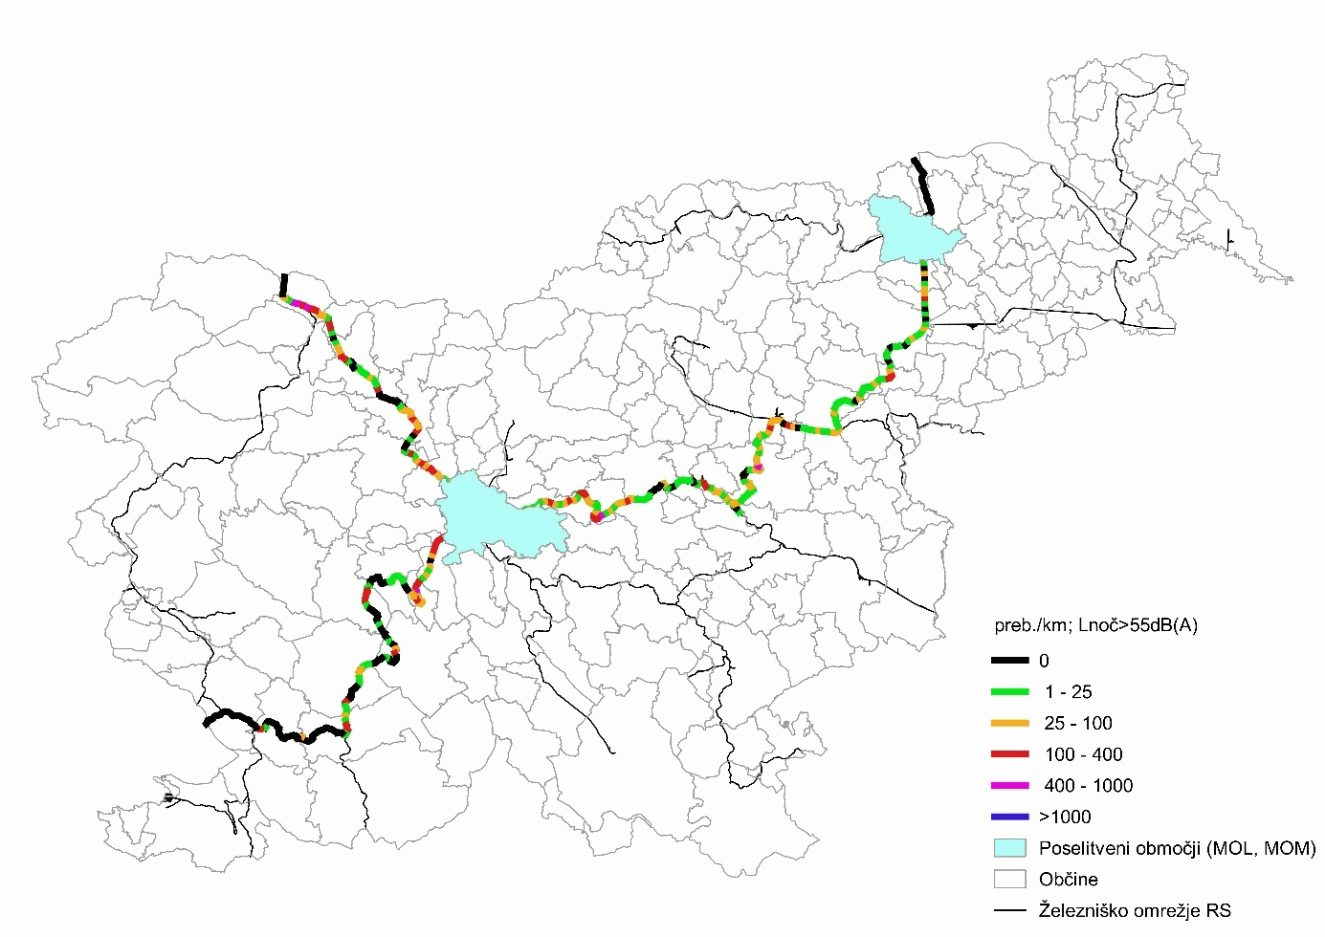 preb./km; Lnoč>55dB(A)
0
1 - 25
25 - 100
100 - 400
400 - 1000
>1000
Poselitveni območji (MOL, MOM)
Občine
Železniško omrežje RS